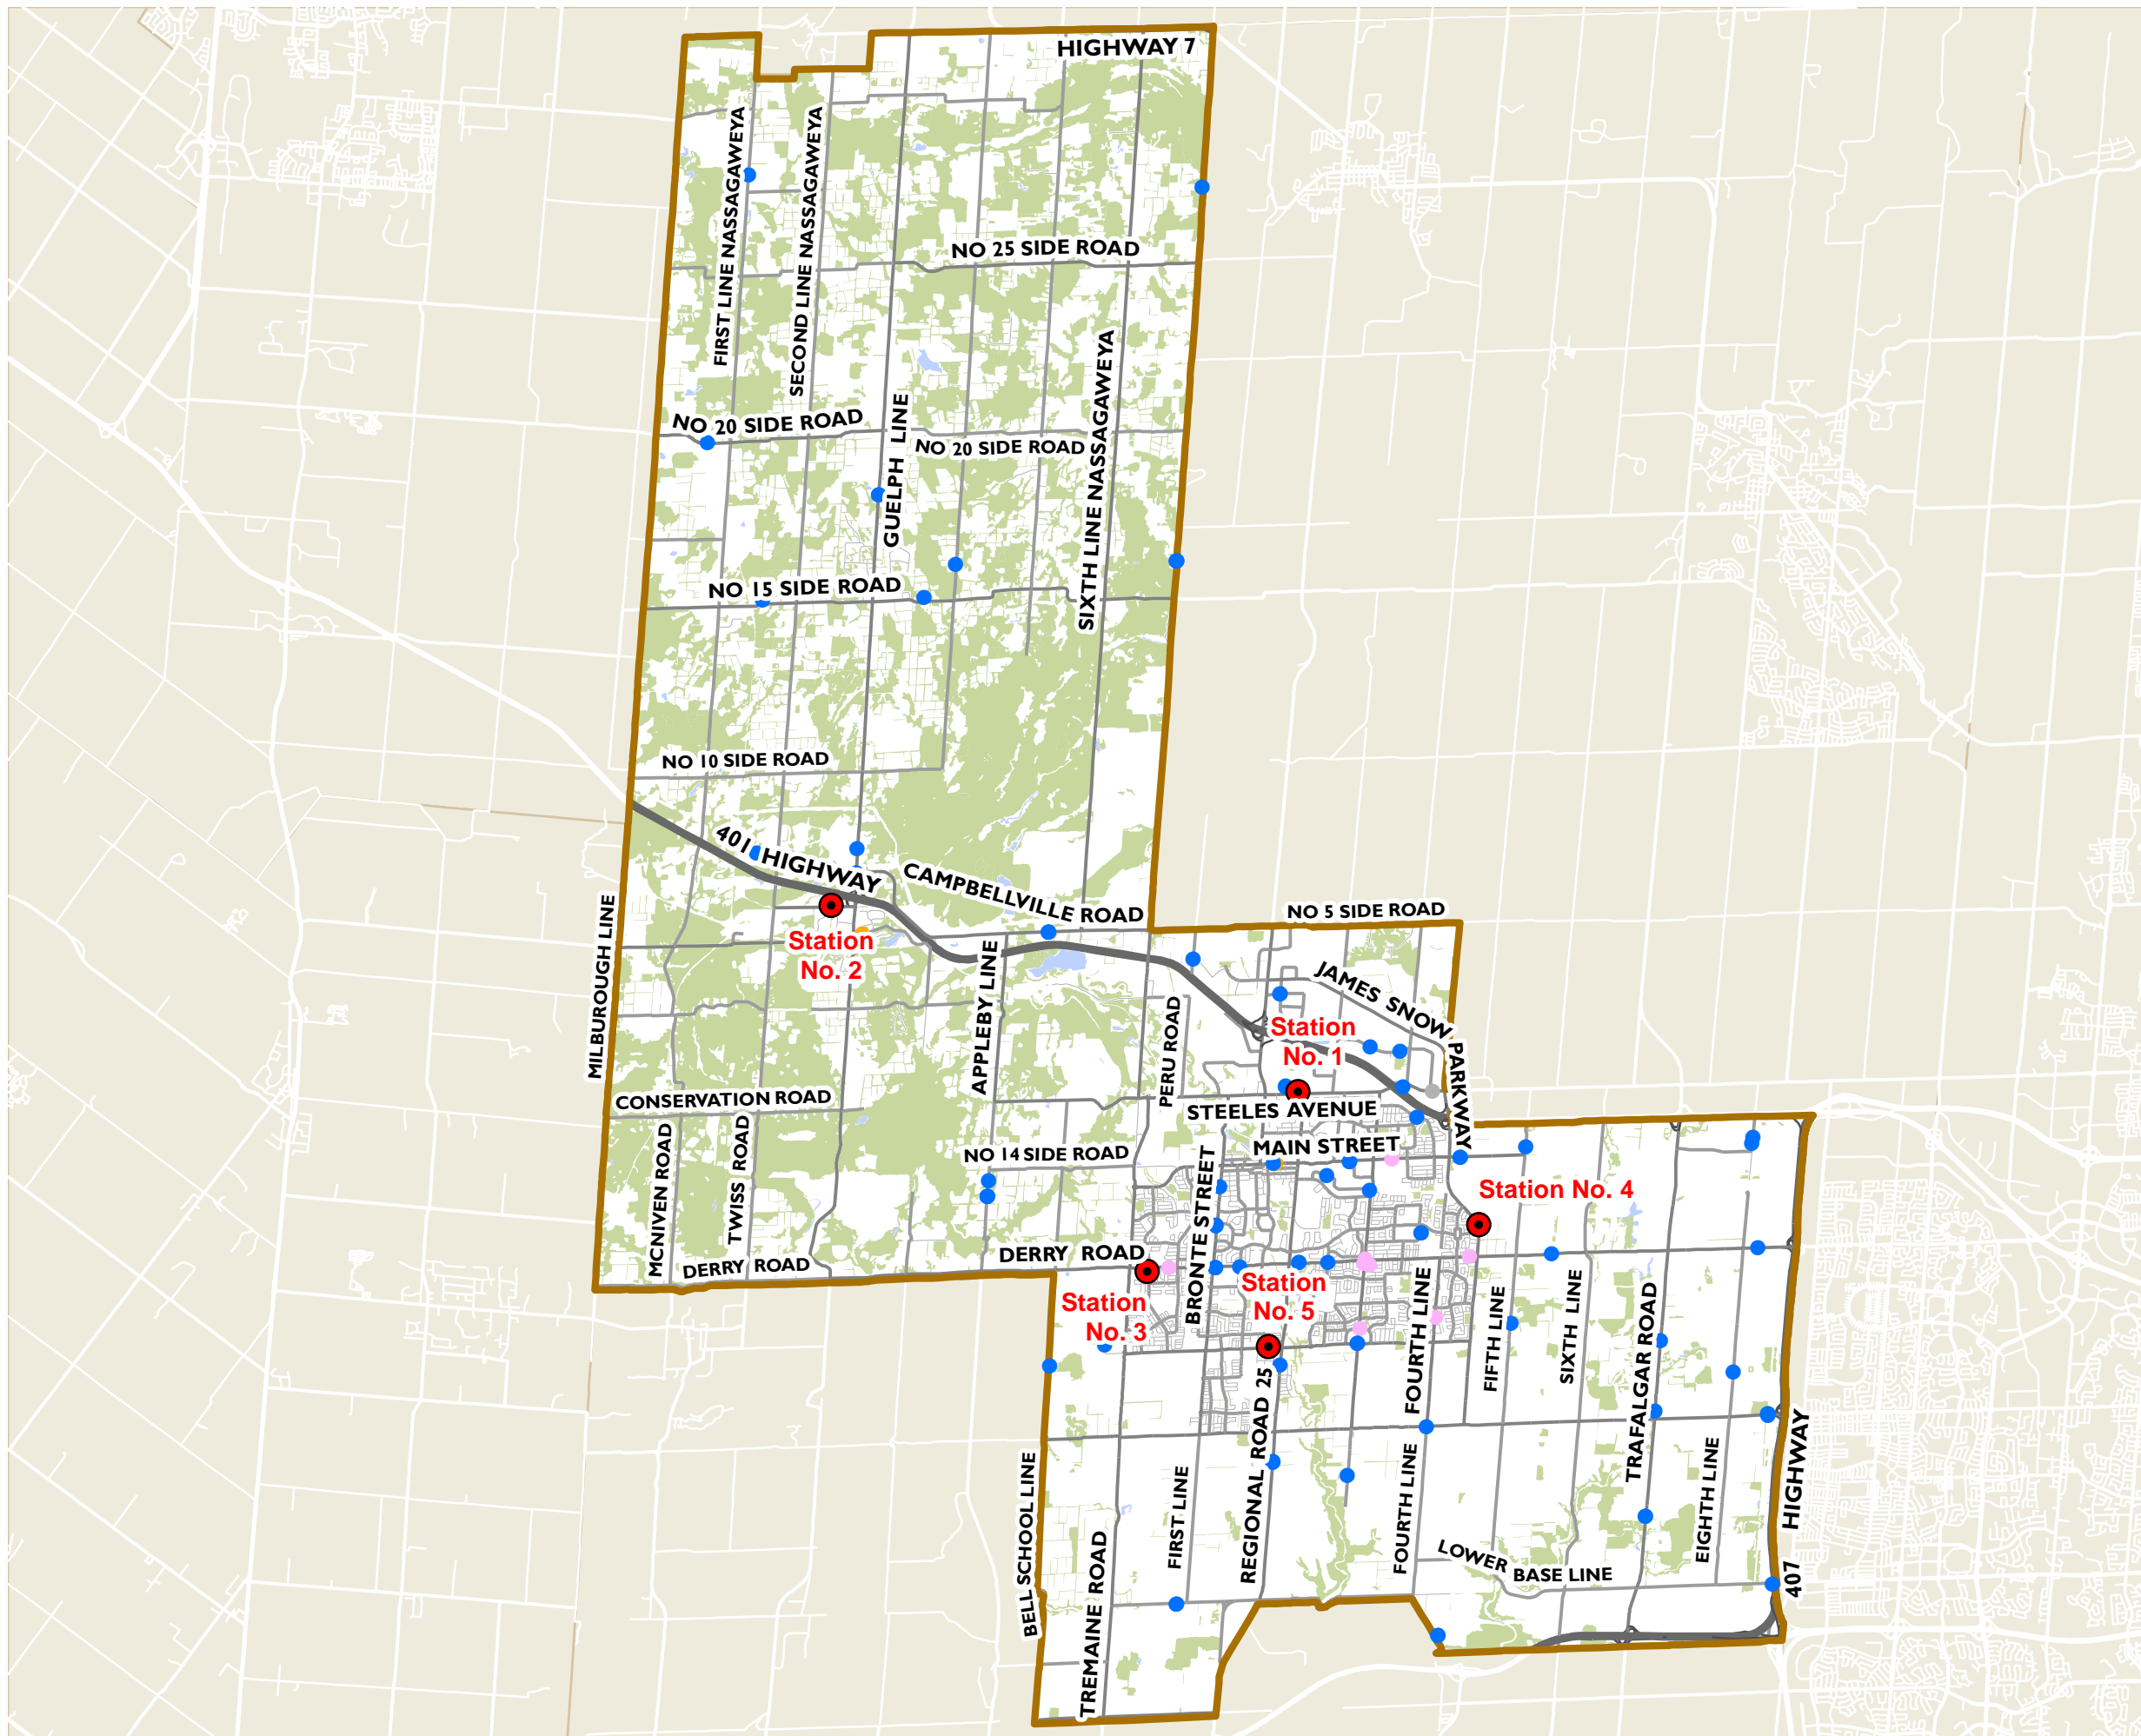 HIGHWAY 7
FIRST LINE NASSAGAWEYA
SECOND LINE NASSAGAWEYA
NO 25 SIDE ROAD
GUELPH LINE
SIXTH LINE NASSAGAWEYA
NO 20 SIDE ROAD
NO 20 SIDE ROAD
NO 15 SIDE ROAD
NO 10 SIDE ROAD
401 HIGHWAY
CAMPBELLVILLE ROAD
NO 5 SIDE ROAD
MILBOROUGH LINE
Station
No. 2
APPLEBY LINE
PERU ROAD
JAMES SNOW
PARKWAY
Station
No. 1
CONSERVATION ROAD
STEELES AVENUE
MAIN STREET
MCNIVEN ROAD
TWISS ROAD
NO 14 SIDE ROAD
BRONTE STREET
Station No. 4
DERRY ROAD
DERRY ROAD
Station
No. 3
Station
No. 5
FOURTH LINE
FIFTH LINE
SIXTH LINE
TRAFALGAR ROAD
REGIONAL ROAD 25
BELL SCHOOL LINE
FIRST LINE
FOURTH LINE
EIGHTH LINE
407 HIGHWAY
TREMAINE ROAD
LOWER
BASE LINE